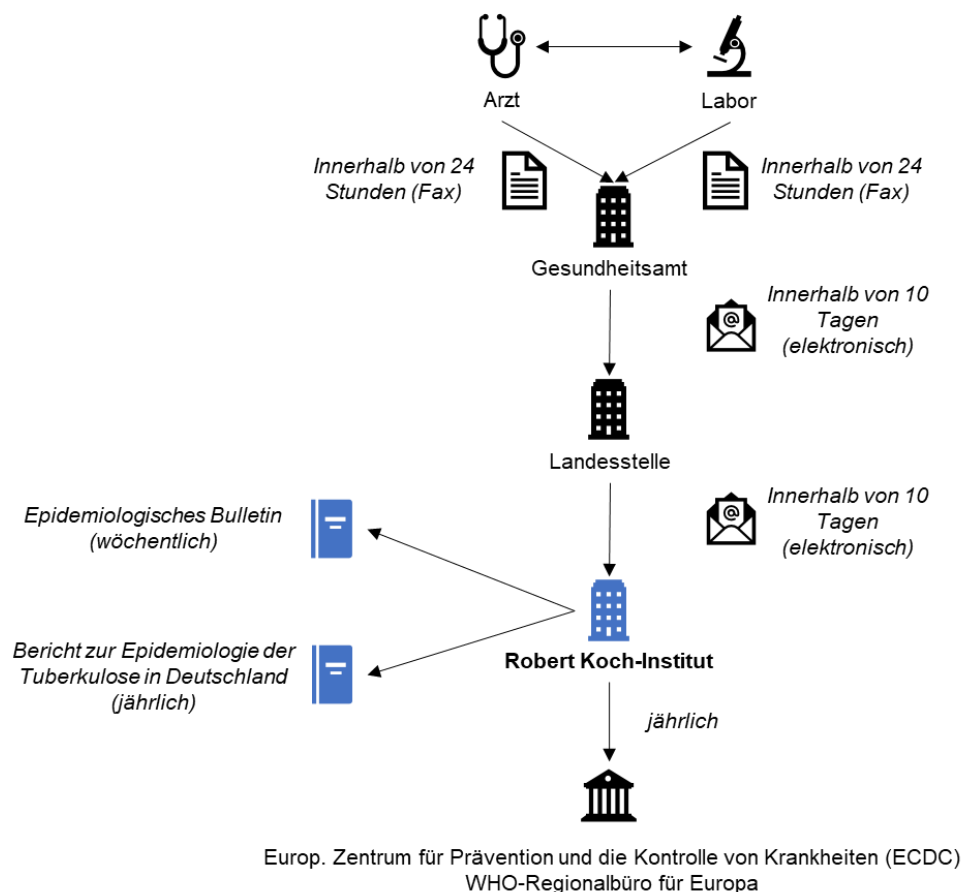 Arzt
Labor
Innerhalb von 24
Stunden (Fax)
Innerhalb von 24
Stunden (Fax)
Gesundheitsamt
Innerhalb von 10
Tagen
(elektronisch)
Landesstelle
Innerhalb von 10
Tagen
(elektronisch)
Epidemiologisches Bulletin
(wöchentlich)
Bericht zur Epidemiologie der
Tuberkulose in Deutschland
(jährlich)
Robert Koch-Institut
jährlich
Europ. Zentrum für Prävention und die Kontrolle von Krankheiten (ECDC)
WHO-Regionalbüro für Europa